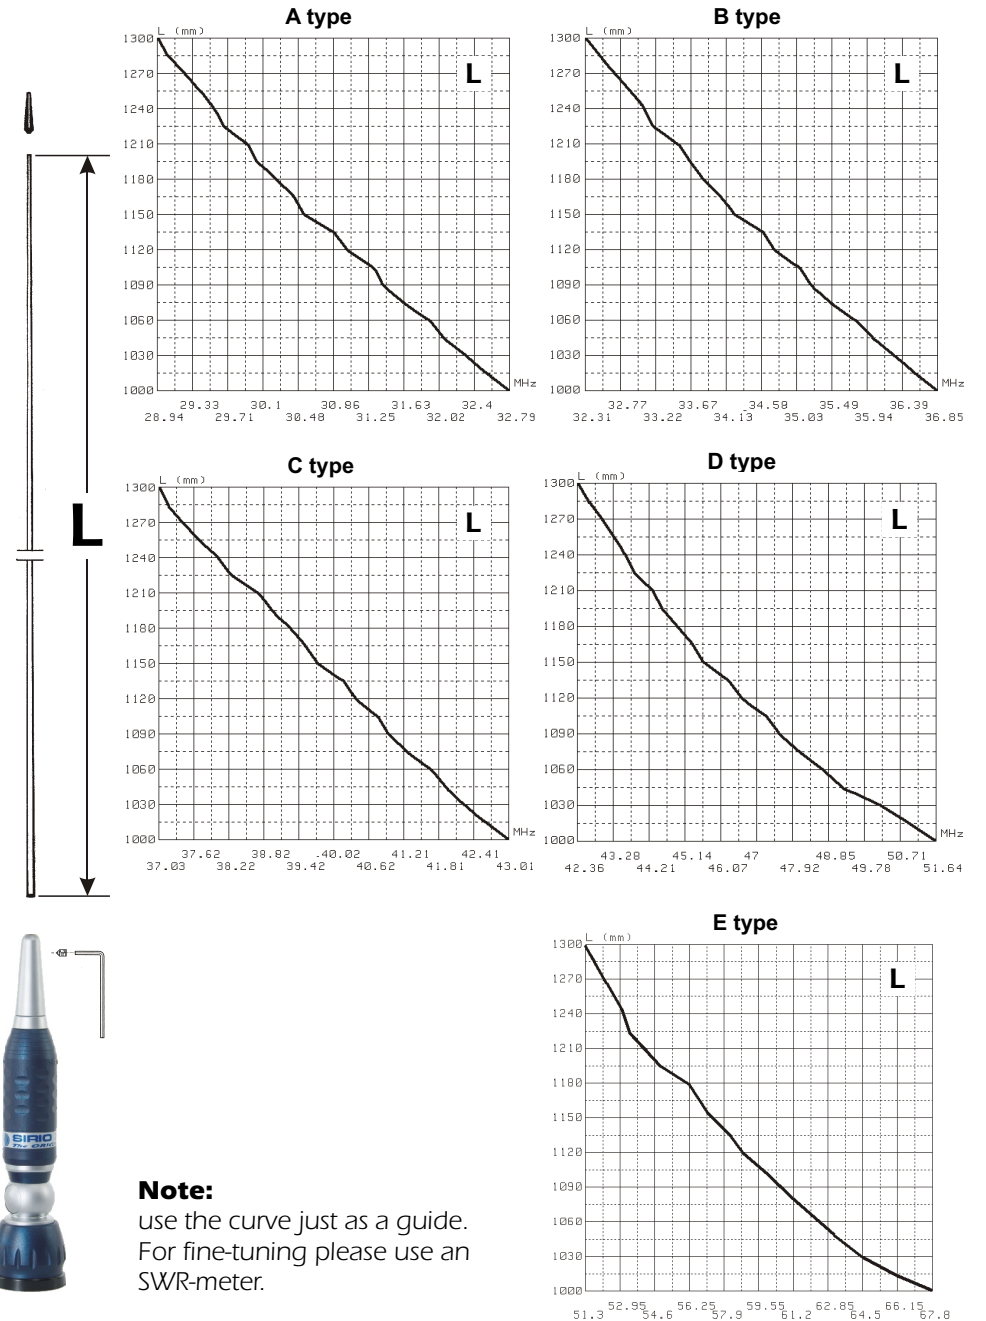 A type
L (mm)
1300
1270
1240
1210
1180
1150
1120
1090
1060
1030
1000
L
MHz
29.33 30.1 30.86 31.63 32.4
28.94 29.71 30.48 31.25 32.02 32.79
B type
L (mm)
1300
1270
1240
1210
1180
1150
1120
1090
1060
1030
1000
L
MHz
32.77 33.67 34.58 35.49 36.39
32.31 33.22 34.13 35.03 35.94 36.85
L
C type
L (mm)
1300
1270
1240
1210
1180
1150
1120
1090
1060
1030
1000
L
MHz
37.62 38.82 40.02 41.21 42.41
37.03 38.22 39.42 40.62 41.81 43.01
D type
L (mm)
1300
1270
1240
1210
1180
1150
1120
1090
1060
1030
1000
L
MHz
43.28 45.14 47 48.85 50.71
42.36 44.21 46.07 47.92 49.78 51.64
E type
L (mm)
1300
1270
1240
1210
1180
1150
1120
1090
1060
1030
1000
L
52.95 56.25 59.55 62.85 66.15
51.3 54.6 57.9 61.2 64.5 67.8
SIRIO
Note:
use the curve just as a guide.
For fine-tuning please use an
SWR-meter.